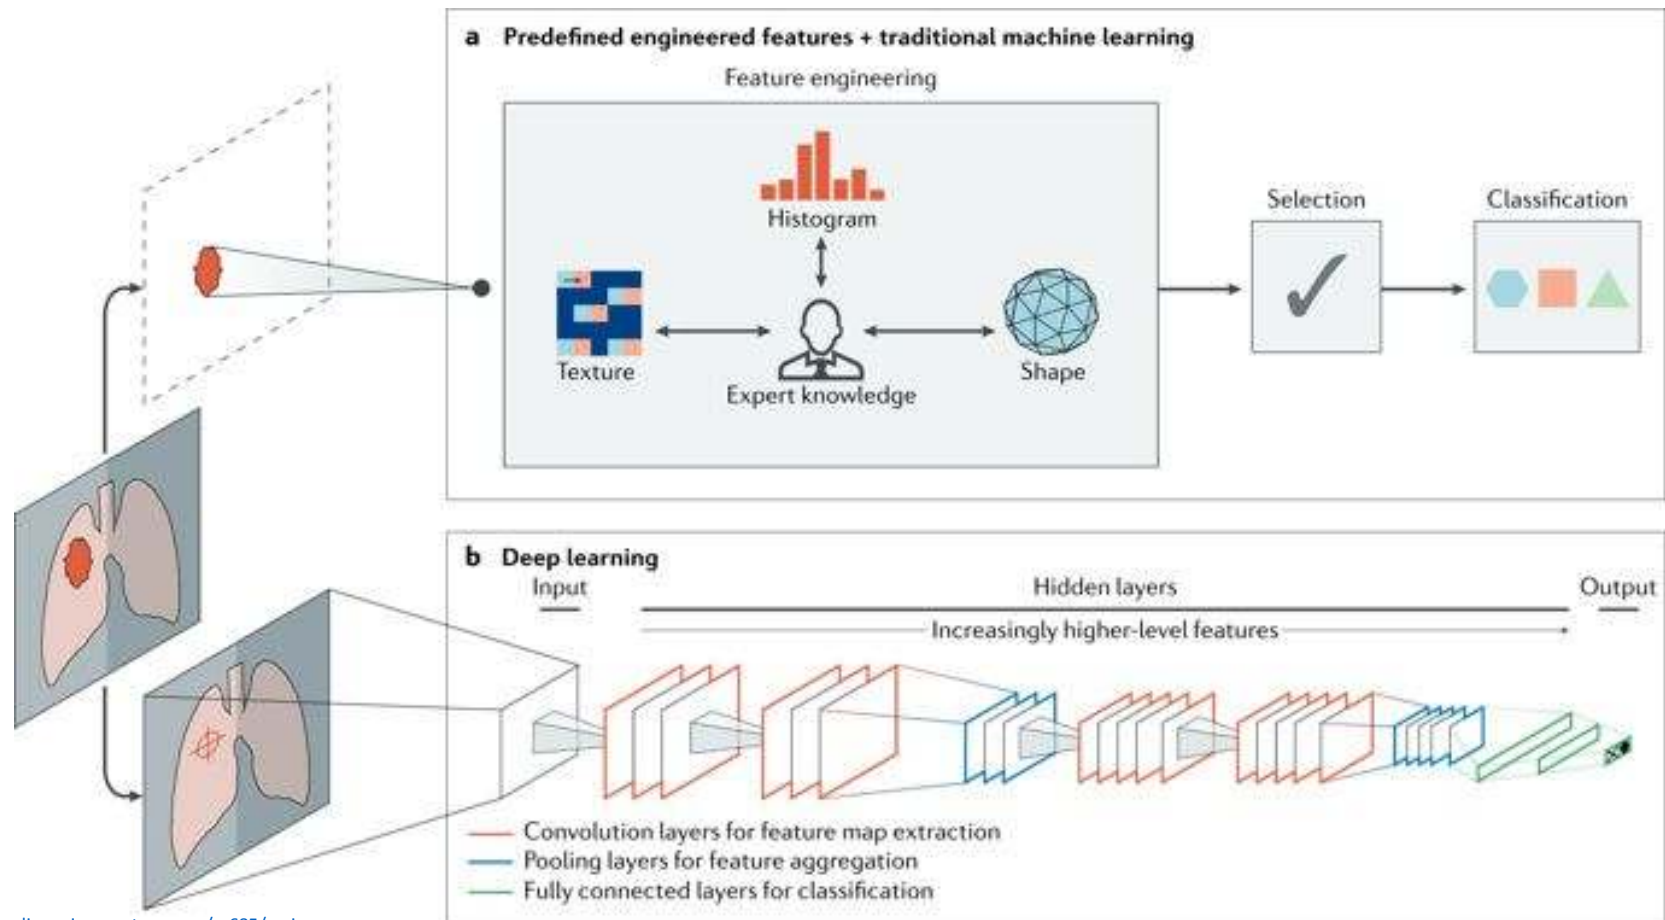 a Predefined engineered features + traditional machine learning
Feature engineering
Histogram
Texture
Expert knowledge
Shape
Selection
Classification
b Deep learning
Input
Hidden layers
Output
Increasingly higher-level features
Convolution layers for feature map extraction
Pooling layers for feature aggregation
Fully connected layers for classification